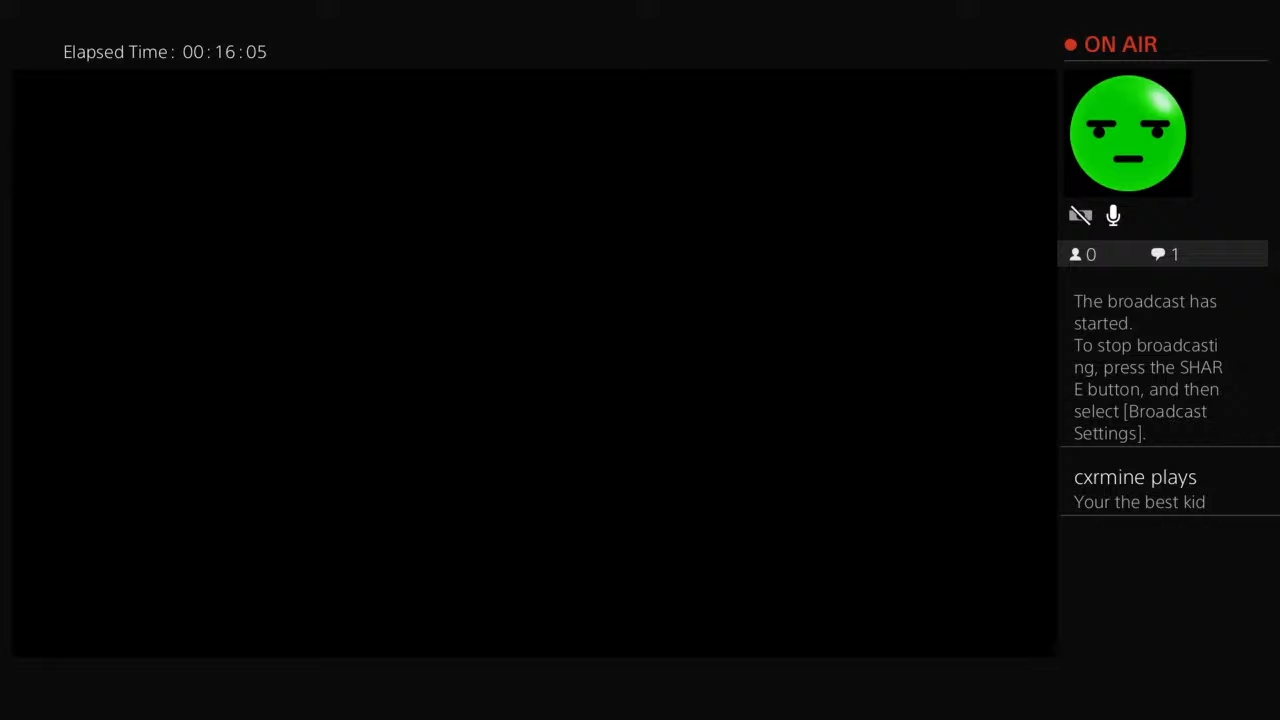 Elapsed Time: 00:16:05
ON AIR
0
1
The broadcast has
started.
To stop broadcasti
ng, press the SHAR
E button, and then
select [Broadcast
Settings].
cxrmine plays
Your the best kid